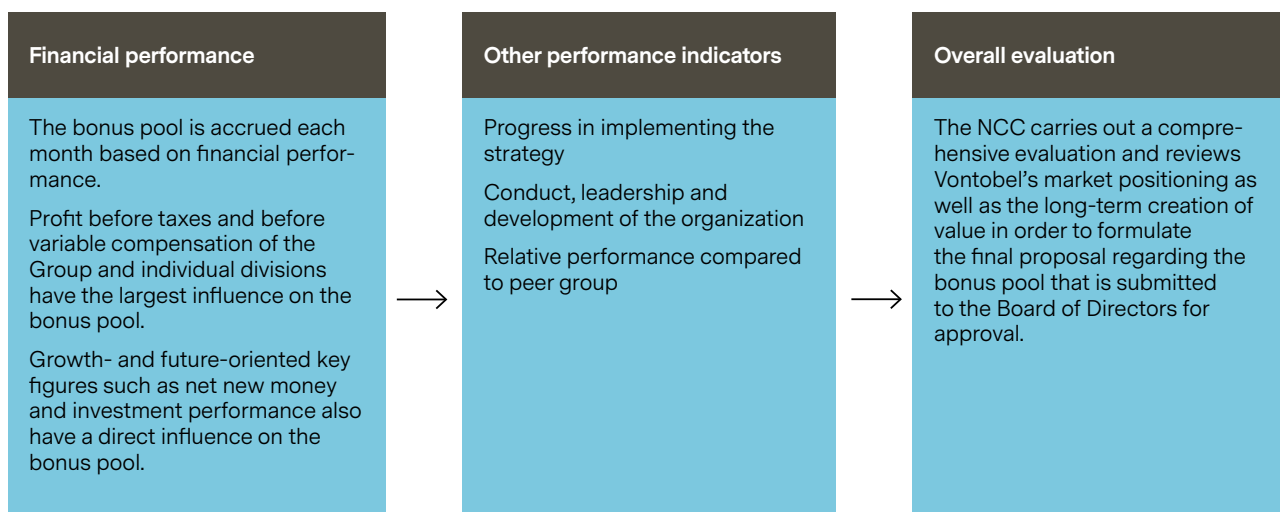 Financial performance
The bonus pool is accrued each
month based on financial perfor-
mance.
Profit before taxes and before
variable compensation of the
Group and individual divisions
have the largest influence on the
bonus pool.
Growth- and future-oriented key
figures such as net new money
and investment performance also
have a direct influence on the
bonus pool.
Other performance indicators
Progress in implementing the
strategy
Conduct, leadership and
development of the organization
Relative performance compared
to peer group
Overall evaluation
The NCC carries out a compre-
hensive evaluation and reviews
Vontobel’s market positioning as
well as the long-term creation of
value in order to formulate
the final proposal regarding the
bonus pool that is submitted
to the Board of Directors for
approval.